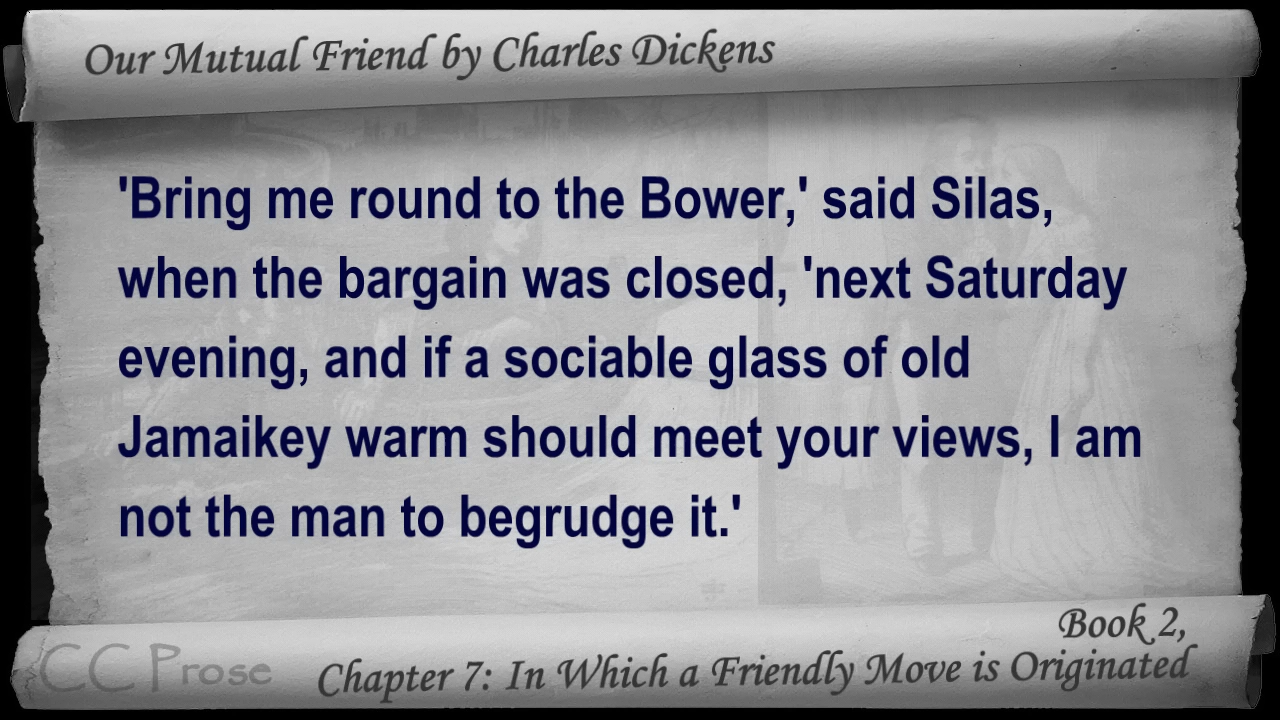 Our Mutual Friend by Charles Dickens
'Bring me round to the Bower,' said Silas,
when the bargain was closed, 'next Saturday
evening, and if a sociable glass of old
Jamaikey warm should meet your views, I am
not the man to begrudge it.'
Book 2,
CC Prose
Chapter 7: In Which a Friendly Move is Originated